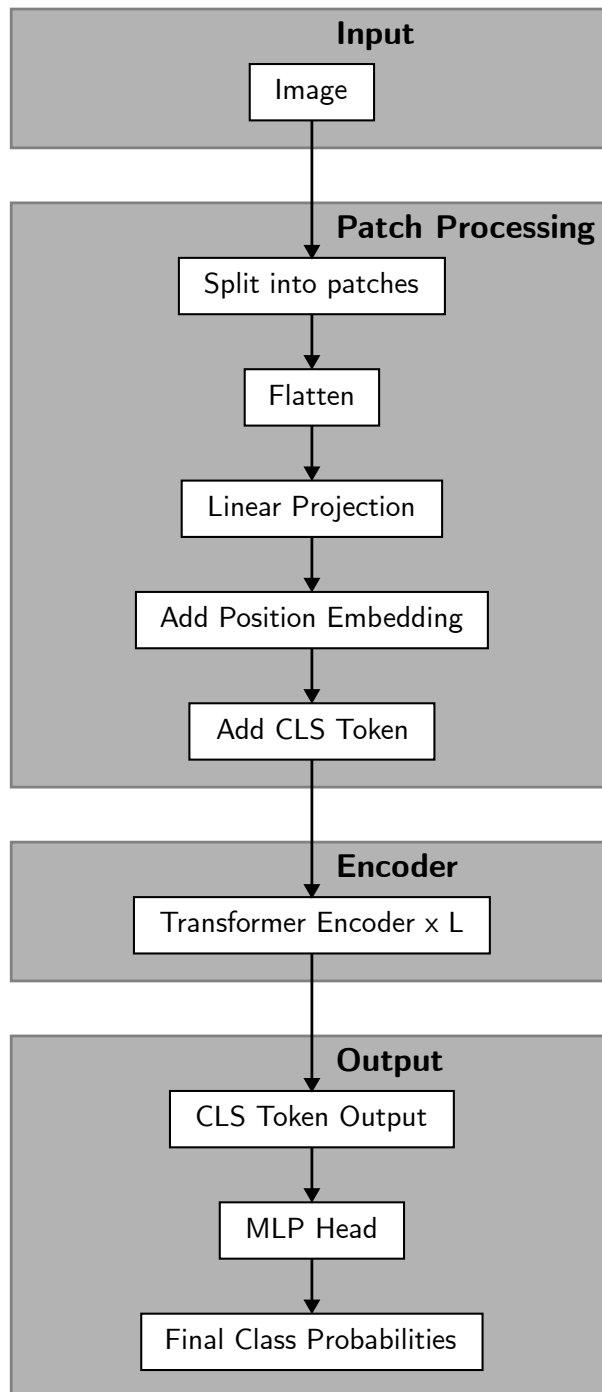 Input
Image
Patch Processing
Split into patches
Flatten
Linear Projection
Add Position Embedding
Add CLS Token
Encoder
Transformer Encoder x L
Output
CLS Token Output
MLP Head
Final Class Probabilities